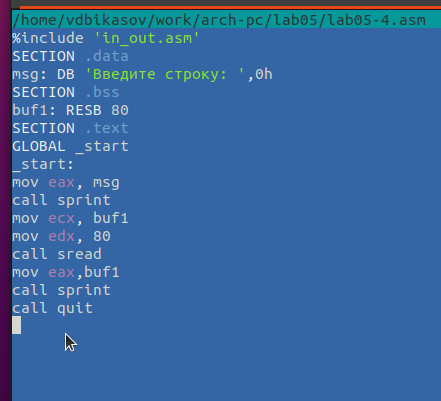 /home/vdbikasov/work/arch-pc/lab05/lab05-4.asm
%include 'in_out.asm'
SECTION .data
msg: DB 'Введите строку: ',0h
SECTION .bss
buf1: RESB 80
SECTION .text
GLOBAL _start
_start:
mov eax, msg
call sprint
mov ecx, buf1
mov edx, 80
call sread
mov eax,buf1
call sprint
call quit